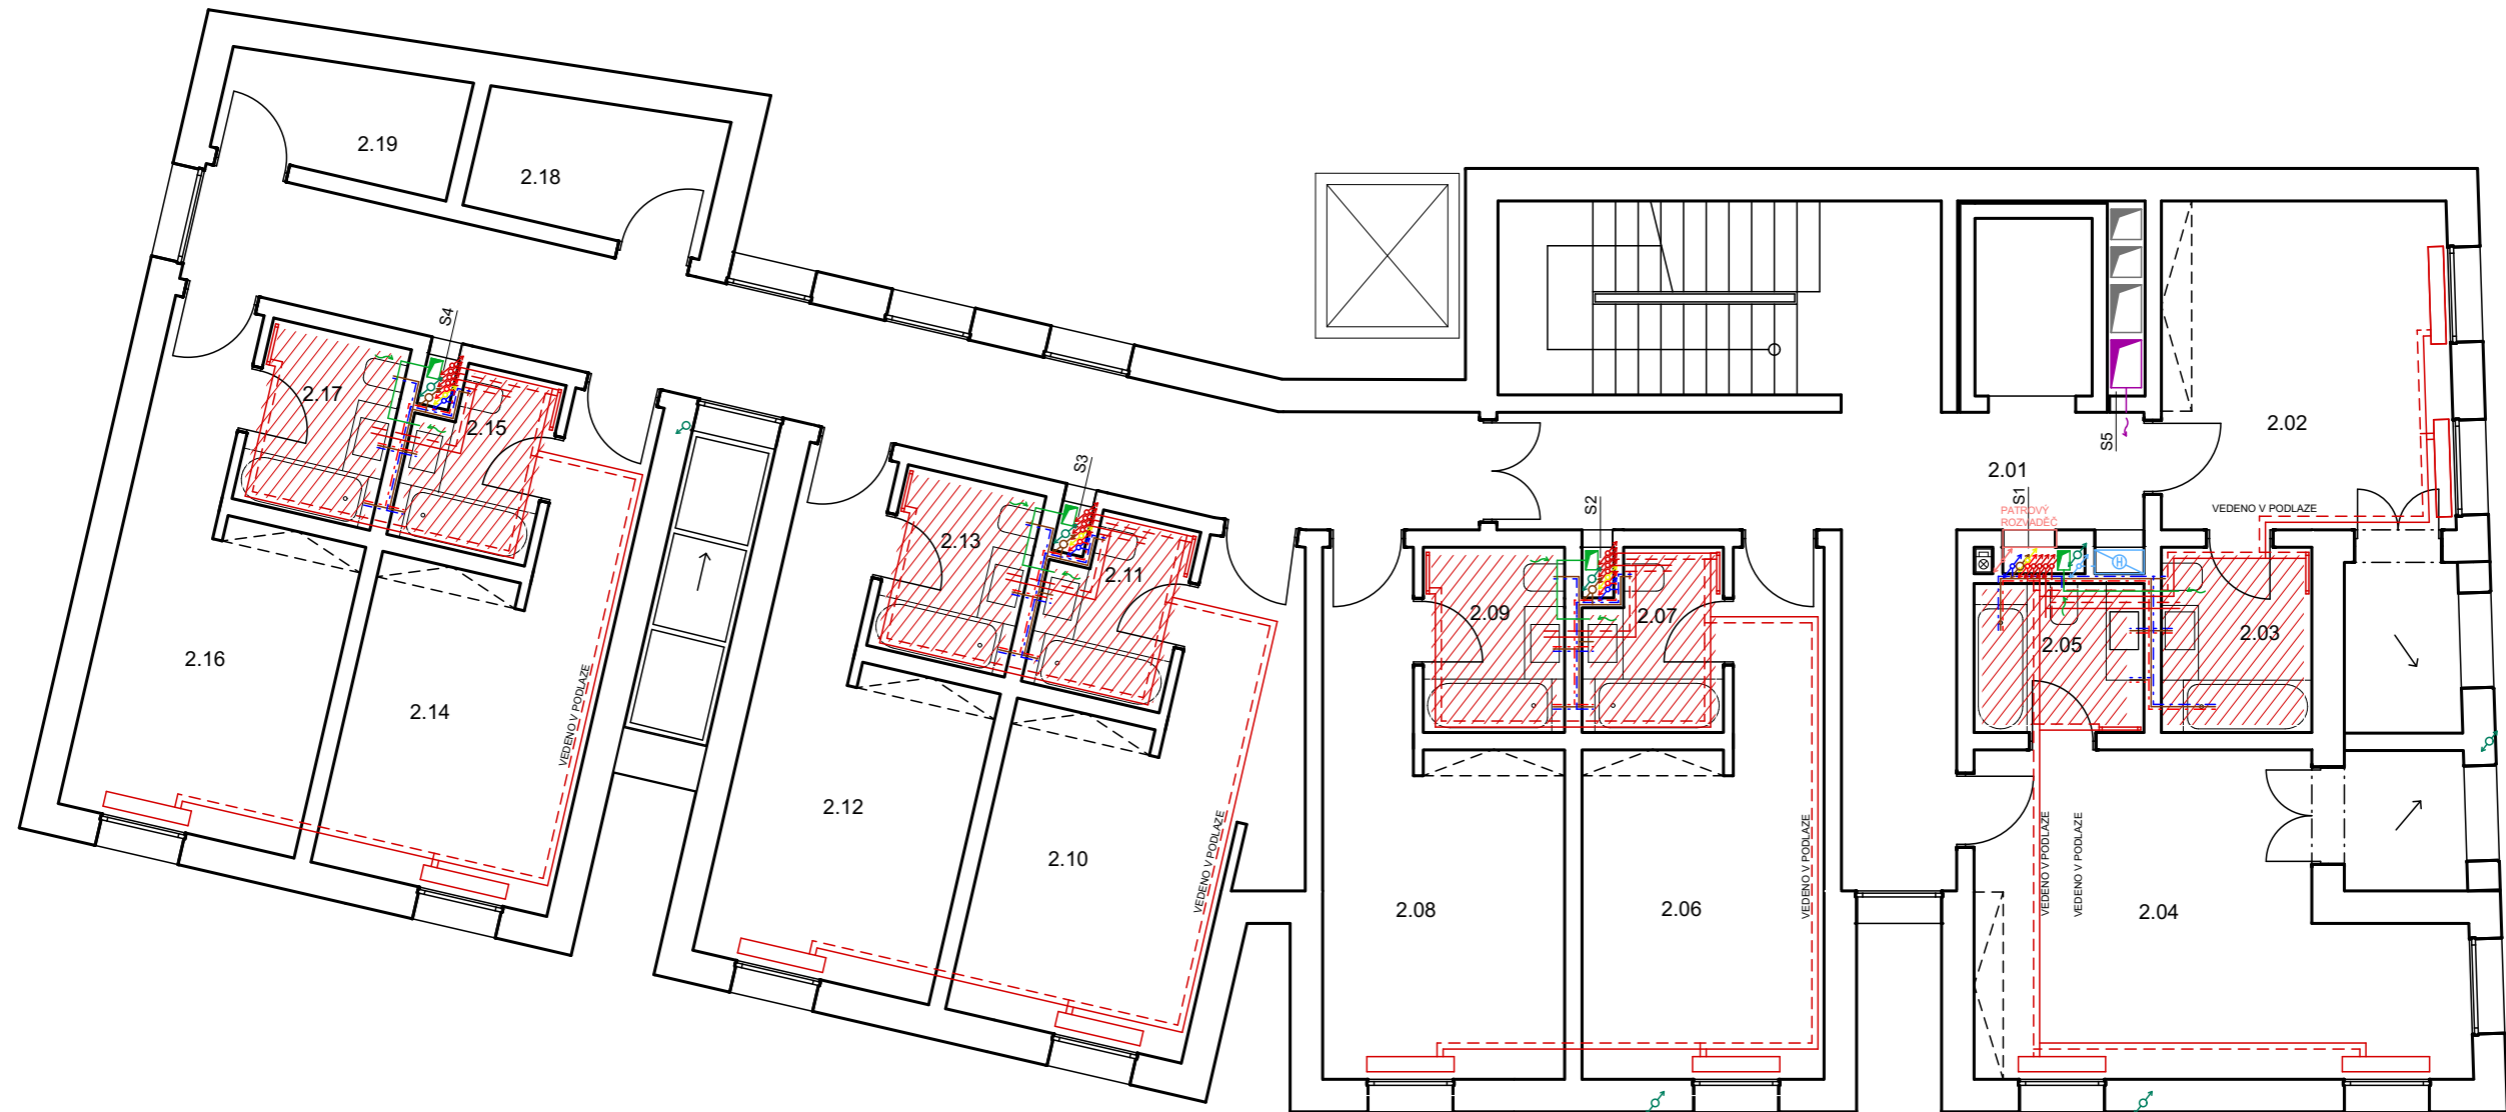 2.19
2.18
S4
2.17
2.15
2.16
2.14
VEDENO V PODLAZE
S3
2.13
2.11
2.12
2.10
VEDENO V PODLAZE
S2
2.09
2.07
2.08
2.06
VEDENO V PODLAZE
S5
2.01
2.02
S1
PATROVÝ
ROZVADĚČ
VEDENO V PODLAZE
H
2.05
2.03
VEDENO V PODLAZE
VEDENO V PODLAZE
2.04